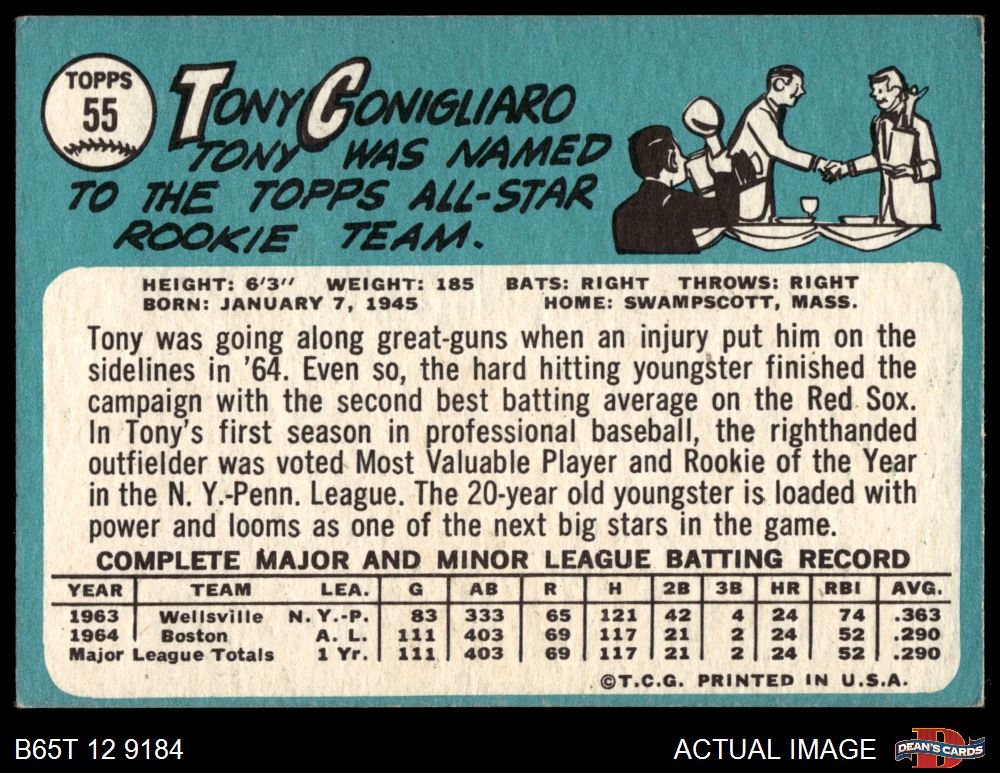 TOPPS
55
TONY CONIGLIARO
TONY WAS NAMED
TO THE TOPPS ALL-STAR
ROOKIE TEAM.
HEIGHT: 6'3" WEIGHT: 185 BATS: RIGHT THROWS: RIGHT
BORN: JANUARY 7, 1945 HOME: SWAMPSCOTT, MASS.
Tony was going along great-guns when an injury put him on the
sidelines in '64. Even so, the hard hitting youngster finished the
campaign with the second best batting average on the Red Sox.
In Tony's first season in professional baseball, the righthanded
outfielder was voted Most Valuable Player and Rookie of the Year
in the N. Y.-Penn. League. The 20-year old youngster is loaded with
power and looms as one of the next big stars in the game.
COMPLETE MAJOR AND MINOR LEAGUE BATTING RECORD
YEAR TEAM LEA. G AB R H 2B 3B HR RBI AVG.
1963 Wellsville N. Y.-P. 83 333 65 121 42 4 24 74 .363
1964 Boston A. L. 111 403 69 117 21 2 24 52 .290
Major League Totals 1 Yr. 111 403 69 117 21 2 24 52 .290
©T.C.G. PRINTED IN U.S.A.
B65T 12 9184 ACTUAL IMAGE D DEAN'S CARDS